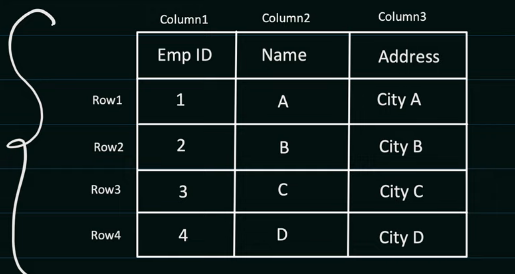 Column1 Column2 Column3
Emp ID Name Address
Row1 1 A City A
Row2 2 B City B
Row3 3 C City C
Row4 4 D City D